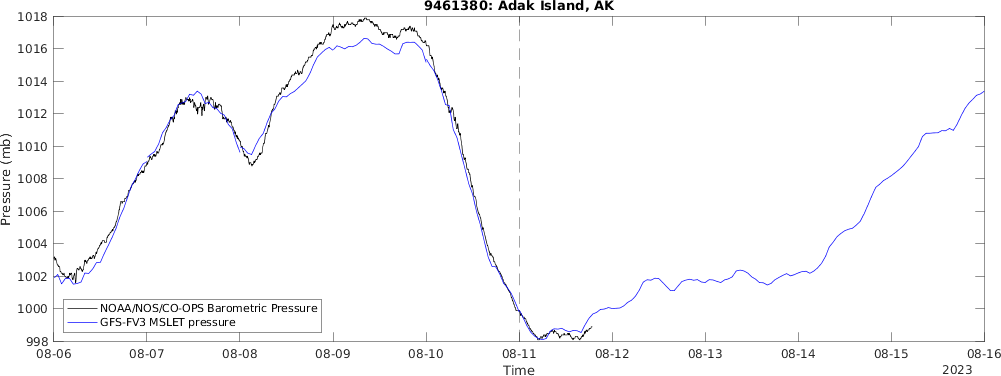 9461380: Adak Island, AK
1018
1016
1014
1012
1010
1008
1006
1004
1002
1000
998
Pressure (mb)
NOAA/NOS/CO-OPS Barometric Pressure
GFS-FV3 MSLET pressure
08-06 08-07 08-08 08-09 08-10 08-11 08-12 08-13 08-14 08-15 08-16
Time
2023